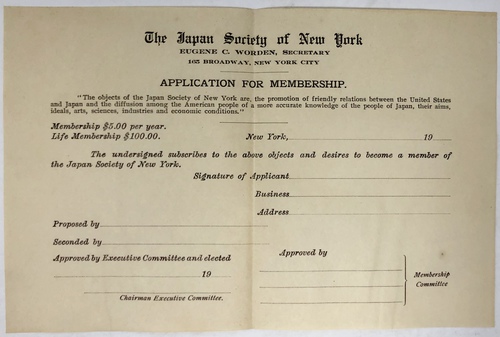 The Japan Society of New York
EUGENE C. WORDEN, SECRETARY
165 BROADWAY, NEW YORK CITY
APPLICATION FOR MEMBERSHIP.
"The objects of the Japan Society of New York are, the promotion of friendly relations between the United States
and Japan and the diffusion among the American people of a more accurate knowledge of the people of Japan, their aims,
ideals, arts, sciences, industries and economic conditions."
Membership $5.00 per year.
Life Membership $100.00.
New York, 19
The undersigned subscribes to the above objects and desires to become a member of
the Japan Society of New York.
Signature of Applicant
Business
Address
Proposed by
Seconded by
Approved by Executive Committee and elected
19
Chairman Executive Committee.
Approved by
Membership
Committee